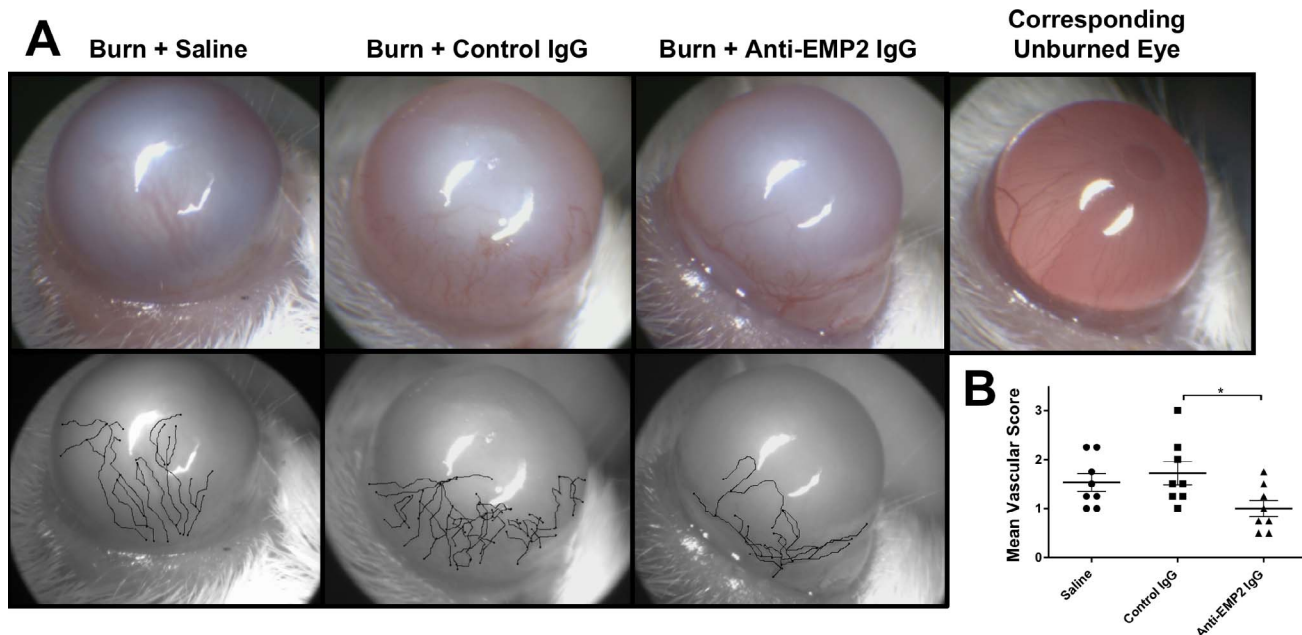 A
Burn + Saline
Burn + Control IgG
Burn + Anti-EMP2 IgG
Corresponding
Unburned Eye
B
Mean Vascular Score
3
2
1
0
*
Saline
Control IgG
Anti-EMP2 IgG